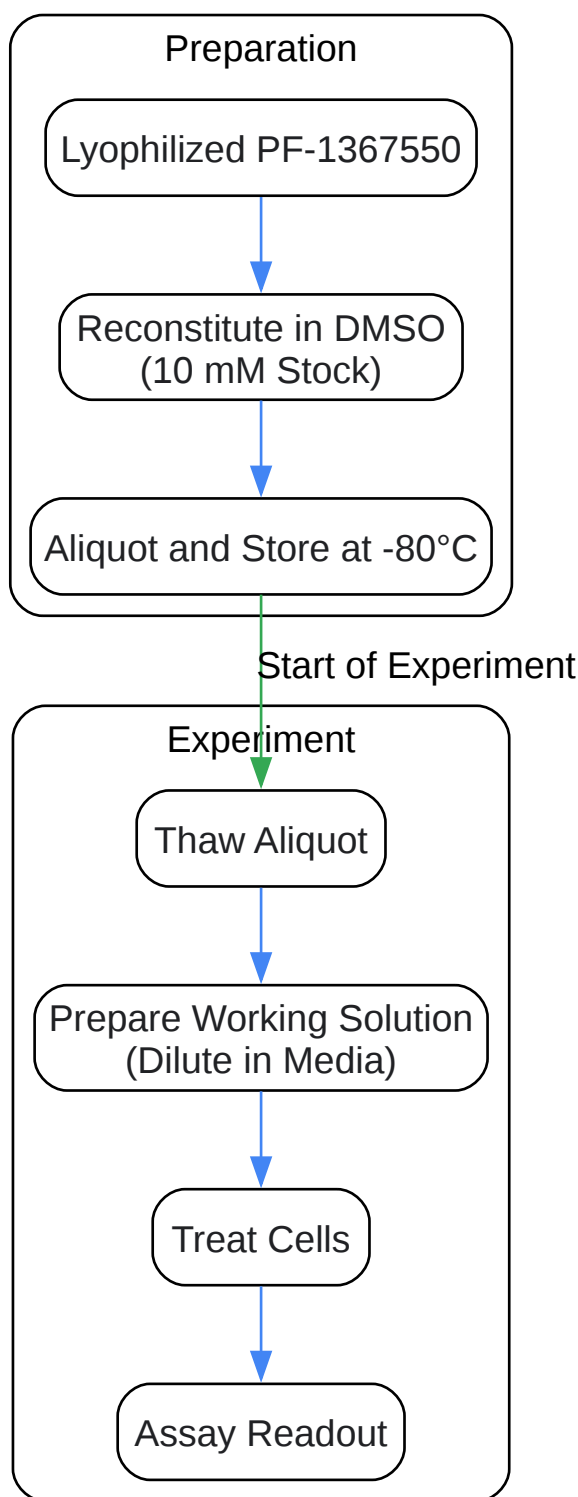 Preparation
Lyophilized PF-1367550
Reconstitute in DMSO
(10 mM Stock)
Aliquot and Store at -80°C
Start of Experiment
Experiment
Thaw Aliquot
Prepare Working Solution
(Dilute in Media)
Treat Cells
Assay Readout